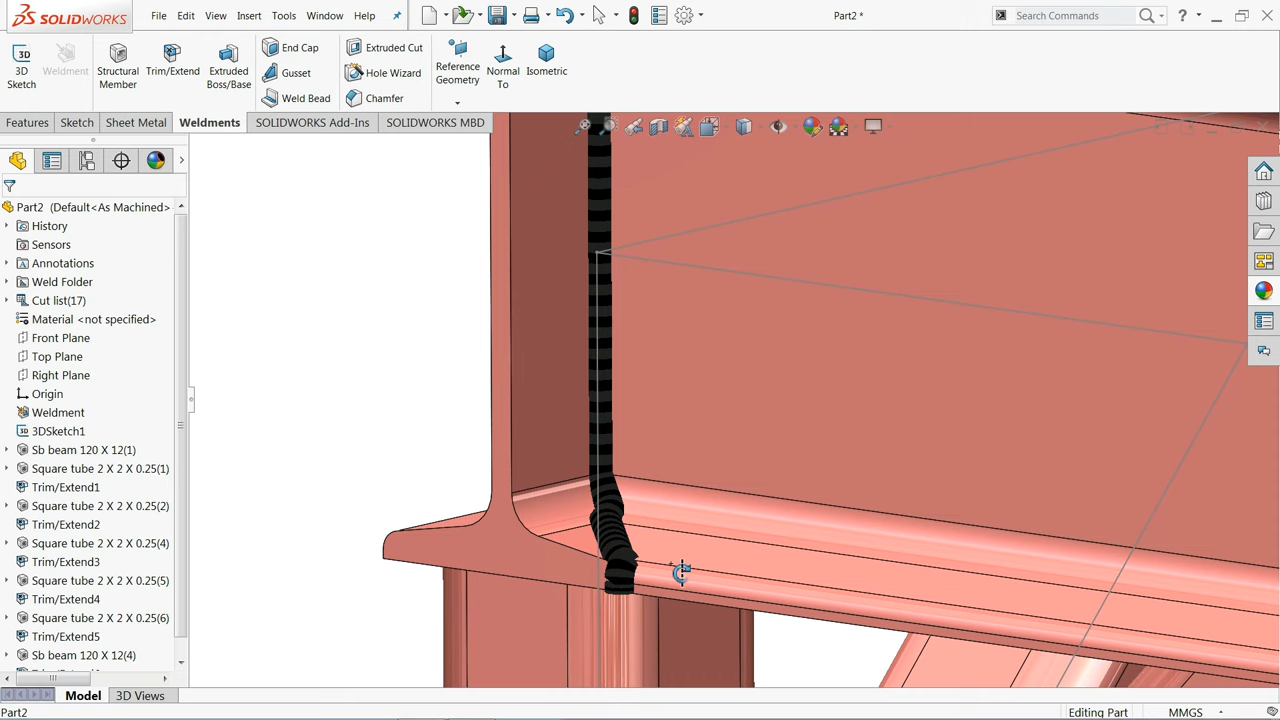 SOLIDWORKS
File
Edit
View
Insert
Tools
Window
Help
Part2 *
Search Commands
?
3D Sketch
Weldment
Structural Member
Trim/Extend
Extruded Boss/Base
End Cap
Gusset
Weld Bead
Extruded Cut
Hole Wizard
Chamfer
Reference Geometry
Normal To
Isometric
Features
Sketch
Sheet Metal
Weldments
SOLIDWORKS Add-Ins
SOLIDWORKS MBD
Part2 (Default<As Machined>
History
Sensors
Annotations
Weld Folder
Cut list(17)
Material <not specified>
Front Plane
Top Plane
Right Plane
Origin
Weldment
3DSketch1
Sb beam 120 X 12(1)
Square tube 2 X 2 X 0.25(1)
Trim/Extend1
Square tube 2 X 2 X 0.25(2)
Trim/Extend2
Square tube 2 X 2 X 0.25(4)
Trim/Extend3
Square tube 2 X 2 X 0.25(5)
Trim/Extend4
Square tube 2 X 2 X 0.25(6)
Trim/Extend5
Sb beam 120 X 12(4)
Model
3D Views
Part2
Editing Part
MMGS